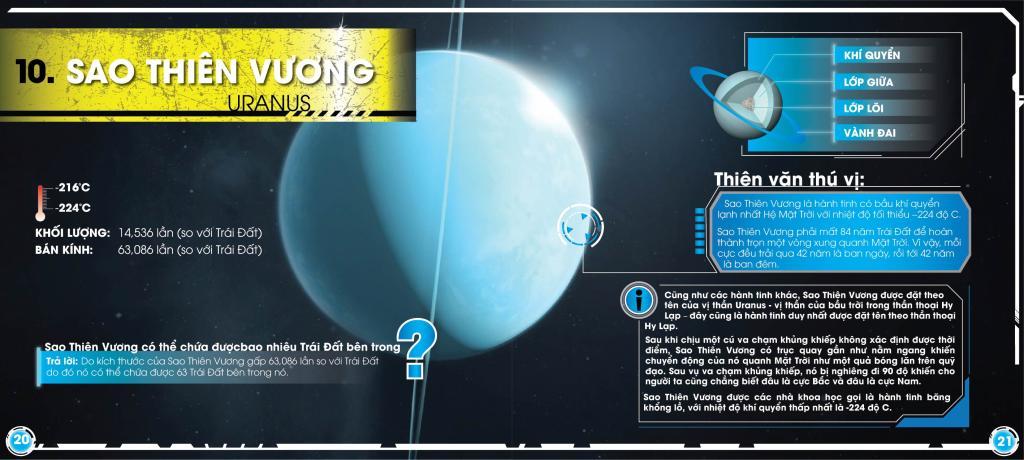 10. SAO THIÊN VƯƠNG
URANUS
-216°C
-224°C
KHỐI LƯỢNG: 14,536 lần (so với Trái Đất)
BÁN KÍNH: 63,086 lần (so với Trái Đất)
Sao Thiên Vương có thể chứa đượcbao nhiêu Trái Đất bên trong
?
Trả lời: Do kích thước của Sao Thiên Vương gấp 63,086 lần so với Trái Đất
do đó nó có thể chứa được 63 Trái Đất bên trong nó.
20
KHÍ QUYỂN
LỚP GIỮA
LỚP LÕI
VÀNH ĐAI
Thiên văn thú vị:
Sao Thiên Vương là hành tinh có bầu khí quyển
lạnh nhất Hệ Mặt Trời với nhiệt độ tối thiểu –224 độ C.
Sao Thiên Vương phải mất 84 năm Trái Đất để hoàn
thành trọn một vòng xung quanh Mặt Trời. Vì vậy, mỗi
cực đều trải qua 42 năm là ban ngày, rồi tới 42 năm
là ban đêm.
i
Cũng như các hành tinh khác, Sao Thiên Vương được đặt theo
tên của vị thần Uranus - vị thần của bầu trời trong thần thoại Hy
Lạp – đây cũng là hành tinh duy nhất được đặt tên theo thần thoại
Hy Lạp.
Sau khi chịu một cú va chạm khủng khiếp không xác định được thời
điểm, Sao Thiên Vương có trục quay gần như nằm ngang khiến
chuyển động của nó quanh Mặt Trời như một quả bóng lăn trên quỹ
đạo. Sau vụ va chạm khủng khiếp, nó bị nghiêng đi 90 độ khiến cho
người ta cũng chẳng biết đâu là cực Bắc và đâu là cực Nam.
Sao Thiên Vương được các nhà khoa học gọi là hành tinh băng
khổng lồ, với nhiệt độ khí quyển thấp nhất là -224 độ C.
21